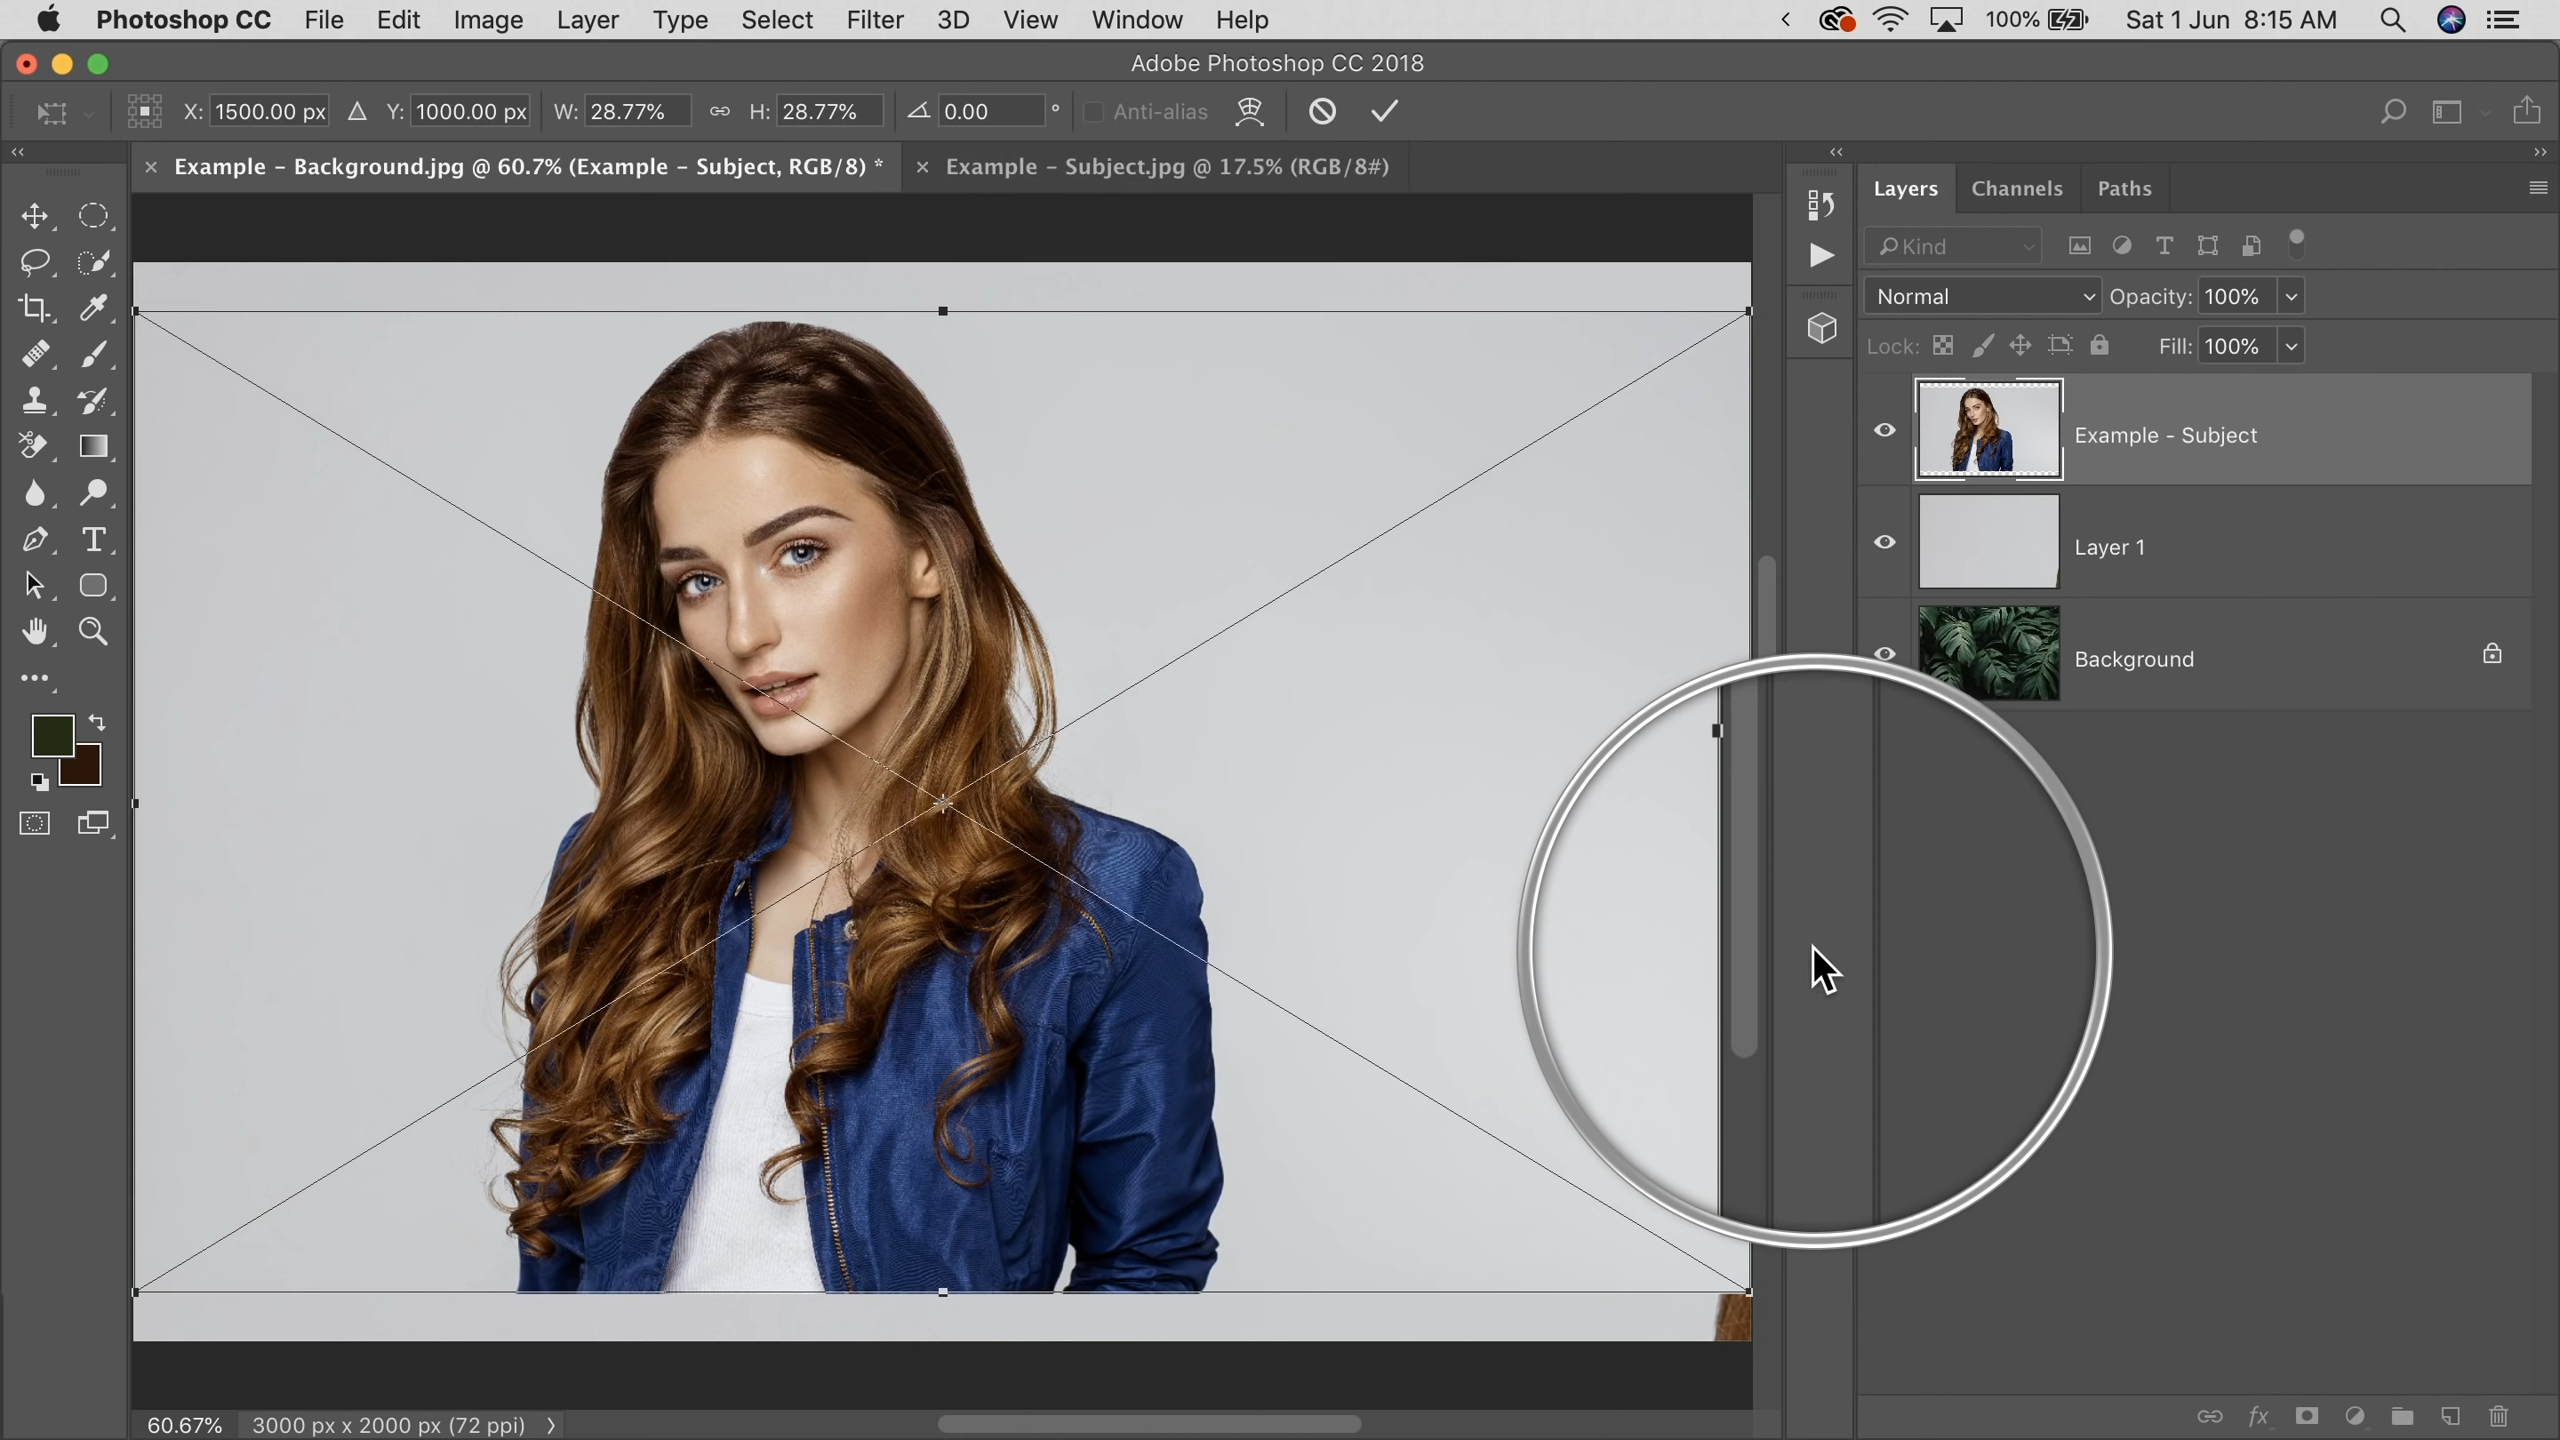 Photoshop CC File Edit Image Layer Type Select Filter 3D View Window Help 100% Sat 1 Jun 8:15 AM
Adobe Photoshop CC 2018
X: 1500.00 px Y: 1000.00 px W: 28.77% H: 28.77% 0.00 ° Anti-alias
Example - Background.jpg @ 60.7% (Example - Subject, RGB/8) * Example - Subject.jpg @ 17.5% (RGB/8#)
Layers Channels Paths
Kind
Normal Opacity: 100%
Lock: Fill: 100%
Example - Subject
Layer 1
Background
60.67% 3000 px x 2000 px (72 ppi)